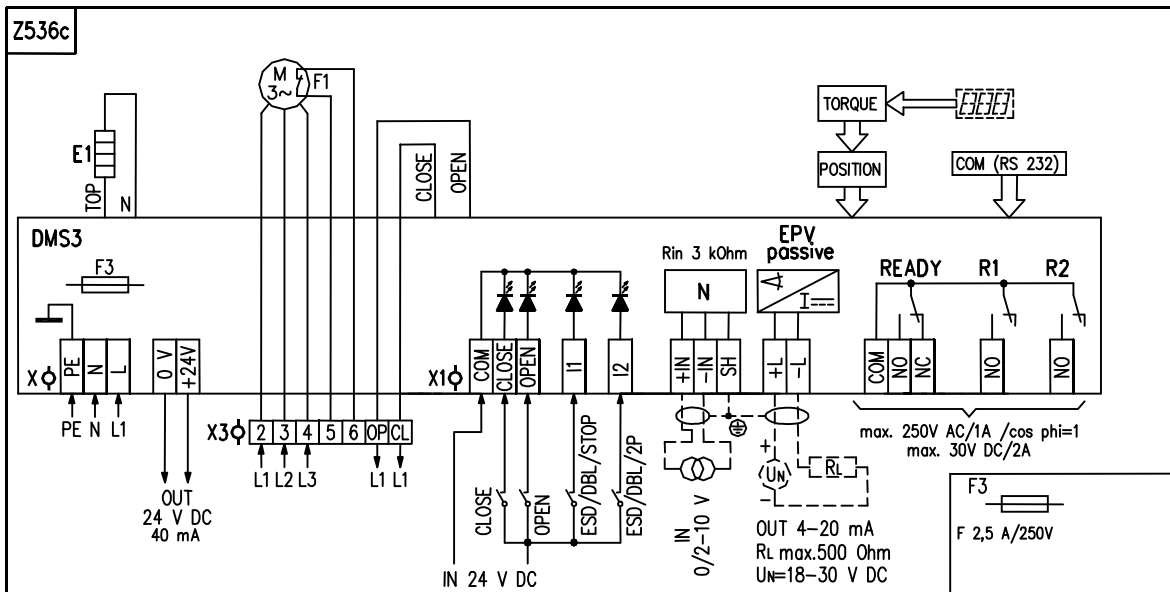 Z536c
M
3~
F1
E1
TOP
N
CLOSE
OPEN
TORQUE
POSITION
COM (RS 232)
DMS3
F3
Rin 3 kOhm
N
EPV
passive
I
READY
R1
R2
X
PE
N
L
0 V
+24V
X1
COM
CLOSE
OPEN
I1
I2
+IN
-IN
SH
+L
-L
COM
NO
NC
NO
NO
PE N L1
X3
2 3 4 5 6 OP CL
L1 L2 L3
L1 L1
OUT
24 V DC
40 mA
CLOSE
OPEN
ESD/DBL/STOP
ESD/DBL/2P
IN 24 V DC
IN
0/2-10 V
+
UN
-
RL
OUT 4-20 mA
RL max.500 Ohm
UN=18-30 V DC
max. 250V AC/1A /cos phi=1
max. 30V DC/2A
F3
F 2,5 A/250V